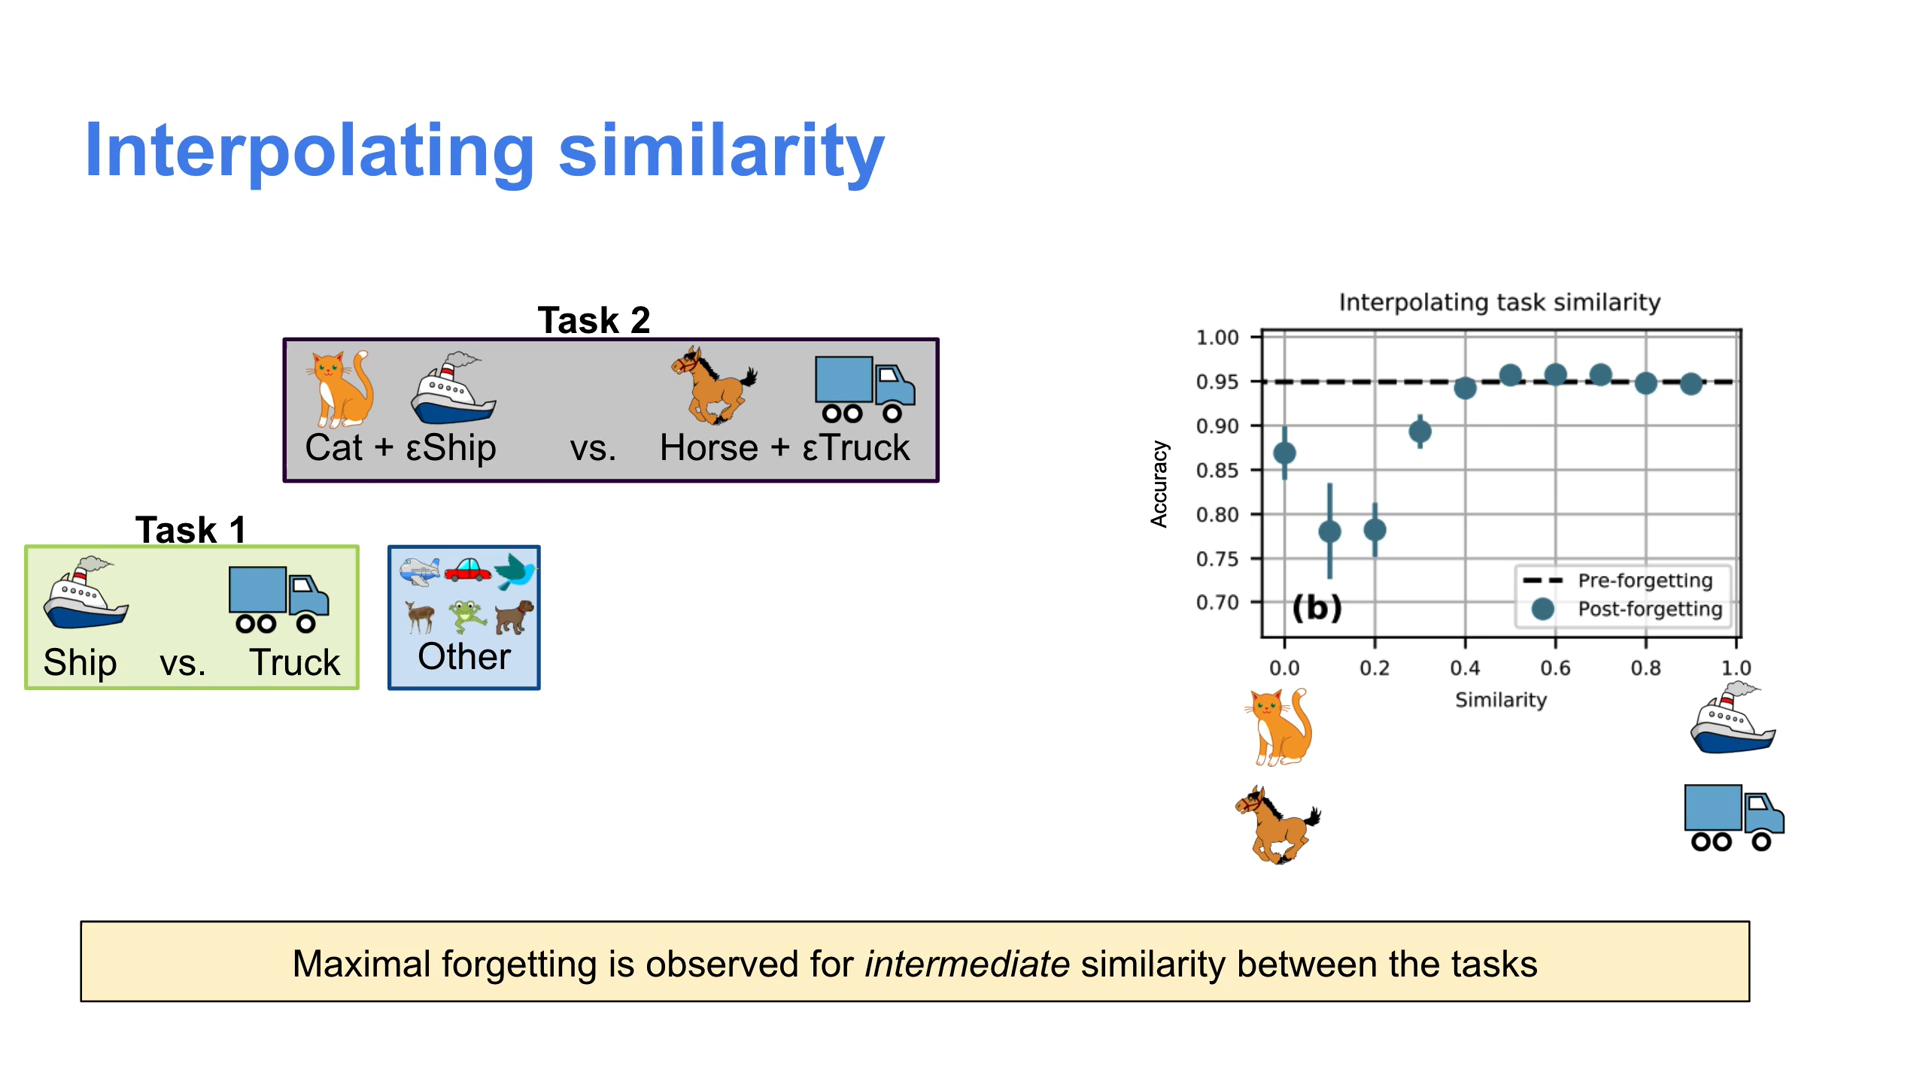 Interpolating similarity
Task 2
Cat + εShip vs. Horse + εTruck
Task 1
Ship vs. Truck
Other
Interpolating task similarity
Accuracy
1.00
0.95
0.90
0.85
0.80
0.75
0.70
(b)
Pre-forgetting
Post-forgetting
0.0 0.2 0.4 0.6 0.8 1.0
Similarity
Maximal forgetting is observed for intermediate similarity between the tasks